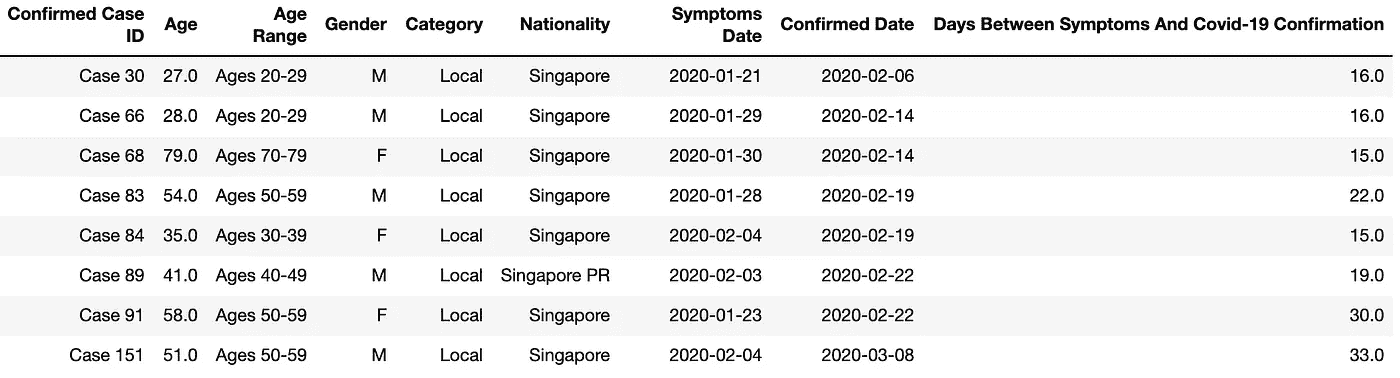 Confirmed Case ID Age Age Range Gender Category Nationality Symptoms Date Confirmed Date Days Between Symptoms And Covid-19 Confirmation
Case 30 27.0 Ages 20-29 M Local Singapore 2020-01-21 2020-02-06 16.0
Case 66 28.0 Ages 20-29 M Local Singapore 2020-01-29 2020-02-14 16.0
Case 68 79.0 Ages 70-79 F Local Singapore 2020-01-30 2020-02-14 15.0
Case 83 54.0 Ages 50-59 M Local Singapore 2020-01-28 2020-02-19 22.0
Case 84 35.0 Ages 30-39 F Local Singapore 2020-02-04 2020-02-19 15.0
Case 89 41.0 Ages 40-49 M Local Singapore PR 2020-02-03 2020-02-22 19.0
Case 91 58.0 Ages 50-59 F Local Singapore 2020-01-23 2020-02-22 30.0
Case 151 51.0 Ages 50-59 M Local Singapore 2020-02-04 2020-03-08 33.0